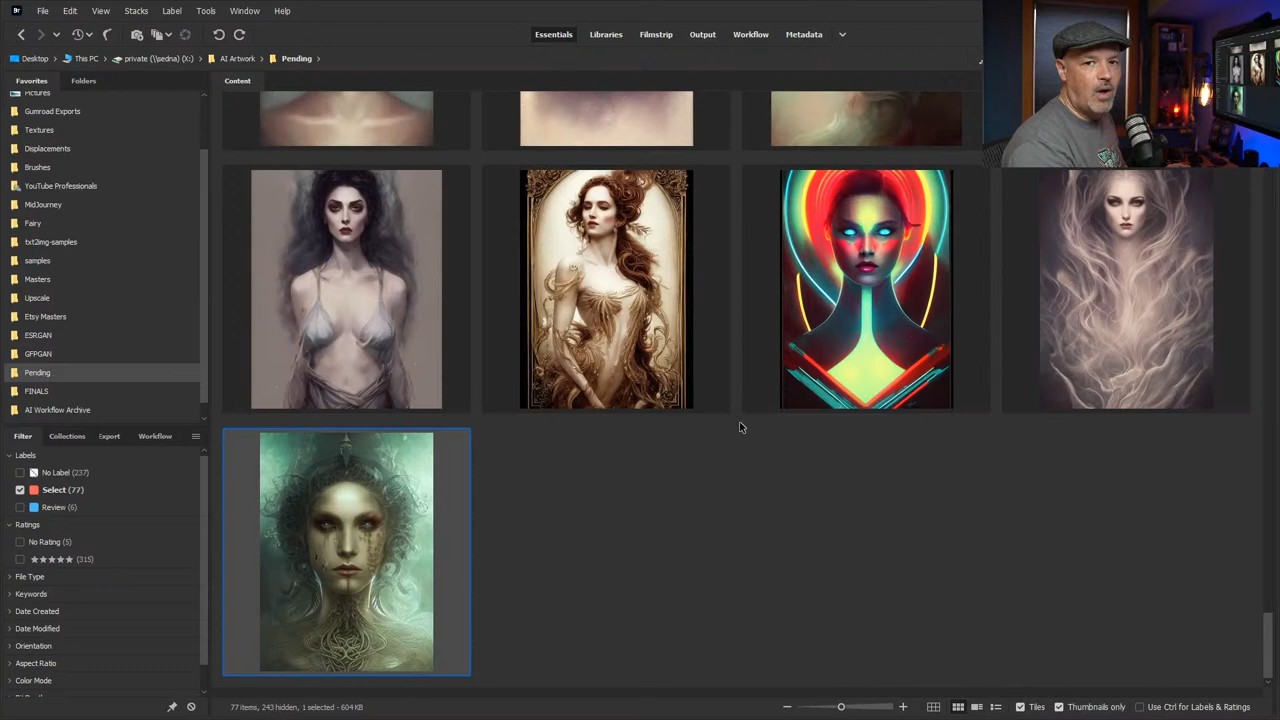 Br File Edit View Stacks Label Tools Window Help
Essentials Libraries Filmstrip Output Workflow Metadata
Desktop This PC private (\\sedna) (X:) AI Artwork Pending
Favorites Folders Content
Pictures
Gumroad Exports
Textures
Displacements
Brushes
YouTube Professionals
MidJourney
Fairy
txt2img-samples
samples
Masters
Upscale
Etsy Masters
ESRGAN
GFPGAN
Pending
FINALS
AI Workflow Archive
Filter Collections Export Workflow
Labels
No Label (237)
Select (77)
Review (6)
Ratings
No Rating (5)
(315)
File Type
Keywords
Date Created
Date Modified
Orientation
Aspect Ratio
Color Mode
77 items, 243 hidden, 1 selected - 604 KB Tiles Thumbnails only Use Ctrl for Labels & Ratings